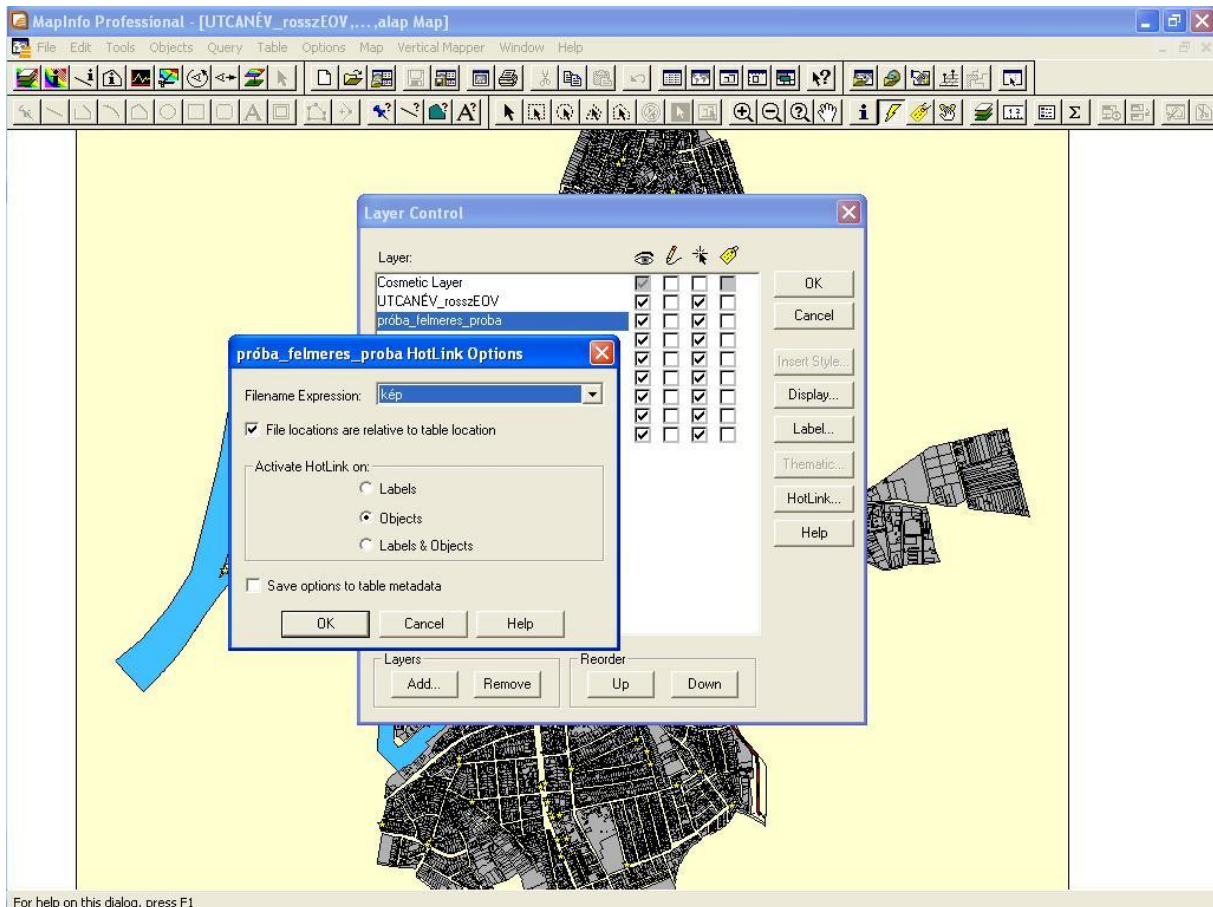 MapInfo Professional - [UTCANÉV_rosszEOV,...,alap Map]
File Edit Tools Objects Query Table Options Map Vertical Mapper Window Help
Layer Control
Layer:
Cosmetic Layer
UTCANÉV_rosszEOV
próba_felmeres_proba
OK
Cancel
Insert Style...
Display...
Label...
Thematic...
HotLink...
Help
próba_felmeres_proba HotLink Options
Filename Expression: kép
File locations are relative to table location
Activate HotLink on:
Labels
Objects
Labels & Objects
Save options to table metadata
OK Cancel Help
Layers
Add... Remove
Reorder
Up Down
For help on this dialog, press F1